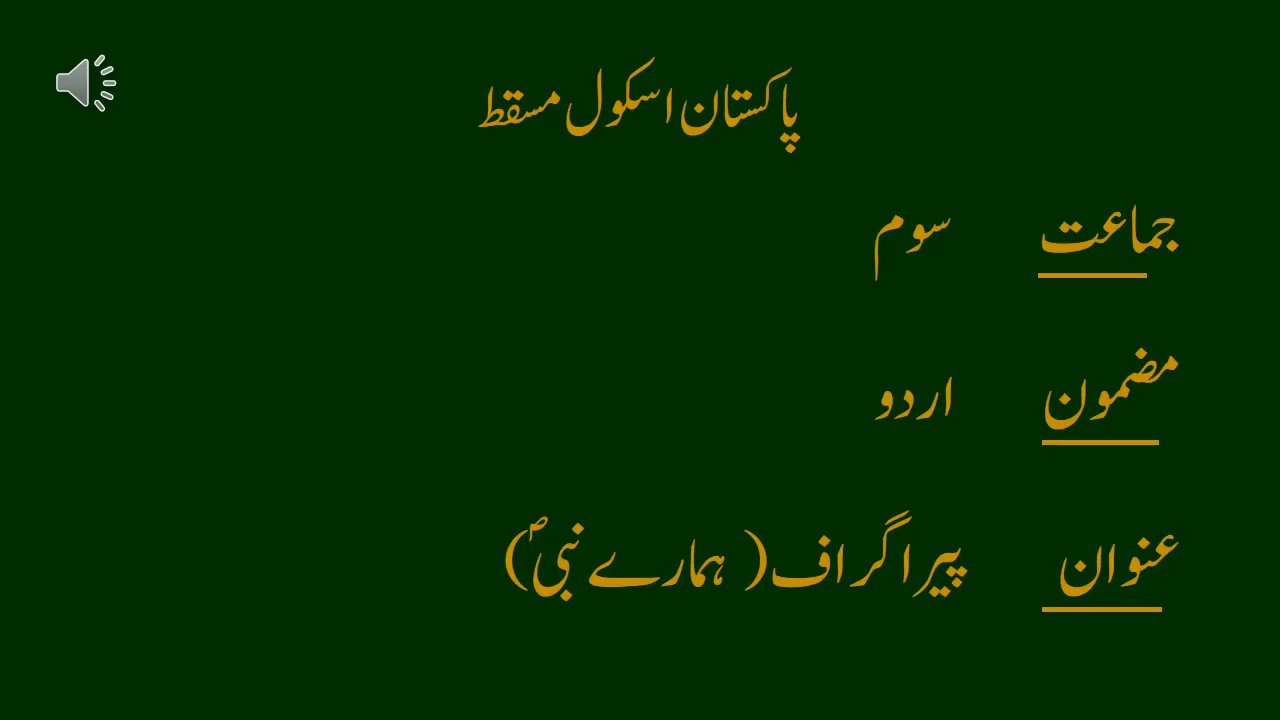 پاکستان اسکول مسقط
جماعت سوم
مضمون اردو
عنوان پیراگراف( ہمارے نبیؐ)